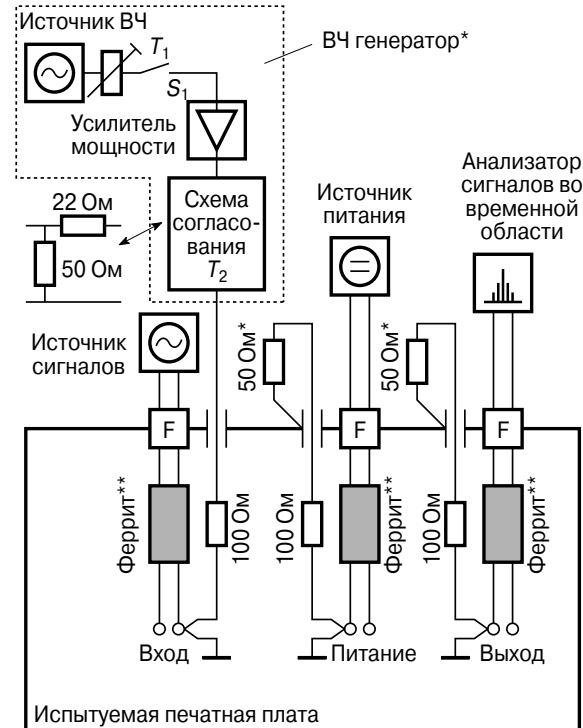 Источник ВЧ
T1
S1
ВЧ генератор*
Усилитель
мощности
Схема
согласо-
вания
T2
22 Ом
50 Ом
Источник
питания
Анализатор
сигналов во
временной
области
Источник
сигналов
50 Ом*
50 Ом*
F
F
F
Феррит**
100 Ом
100 Ом
Феррит**
100 Ом
Феррит**
Вход
Питание
Выход
Испытуемая печатная плата